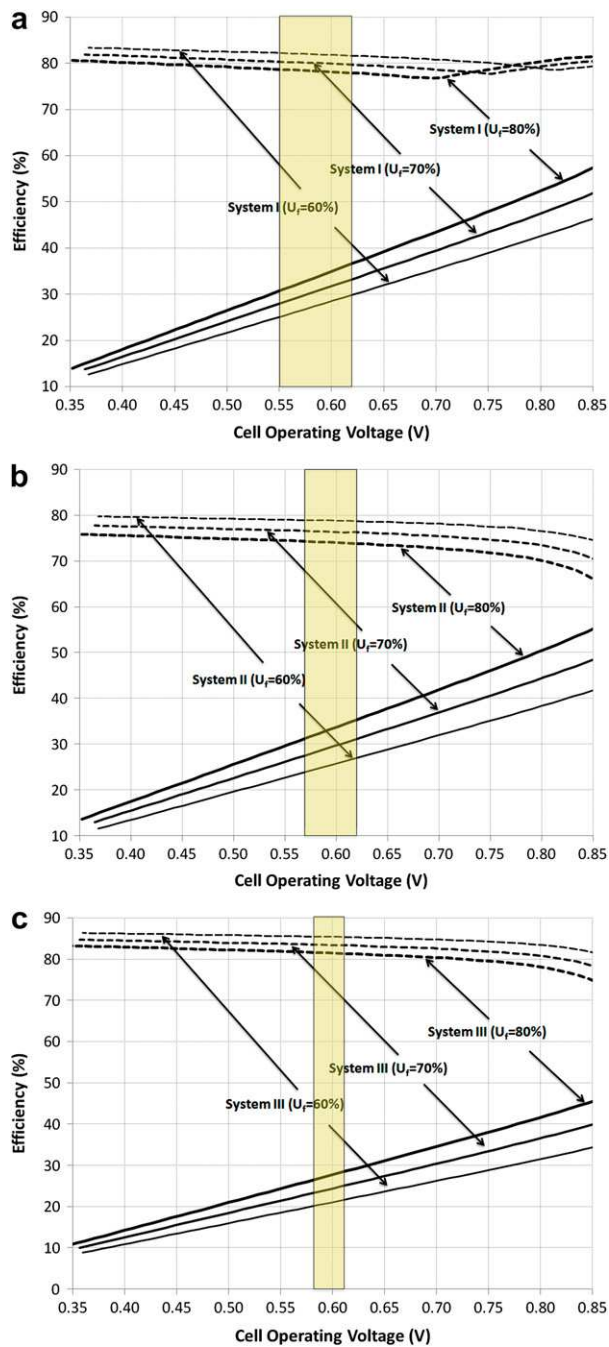 a
90
80
70
60
50
40
30
20
10
Efficiency (%)
System I (Uf=80%)
System I (Uf=70%)
System I (Uf=60%)
0.35 0.40 0.45 0.50 0.55 0.60 0.65 0.70 0.75 0.80 0.85
Cell Operating Voltage (V)
b
90
80
70
60
50
40
30
20
10
Efficiency (%)
System II (Uf=80%)
System II (Uf=70%)
System II (Uf=60%)
0.35 0.40 0.45 0.50 0.55 0.60 0.65 0.70 0.75 0.80 0.85
Cell Operating Voltage (V)
c
90
80
70
60
50
40
30
20
10
0
Efficiency (%)
System III (Uf=80%)
System III (Uf=70%)
System III (Uf=60%)
0.35 0.40 0.45 0.50 0.55 0.60 0.65 0.70 0.75 0.80 0.85
Cell Operating Voltage (V)